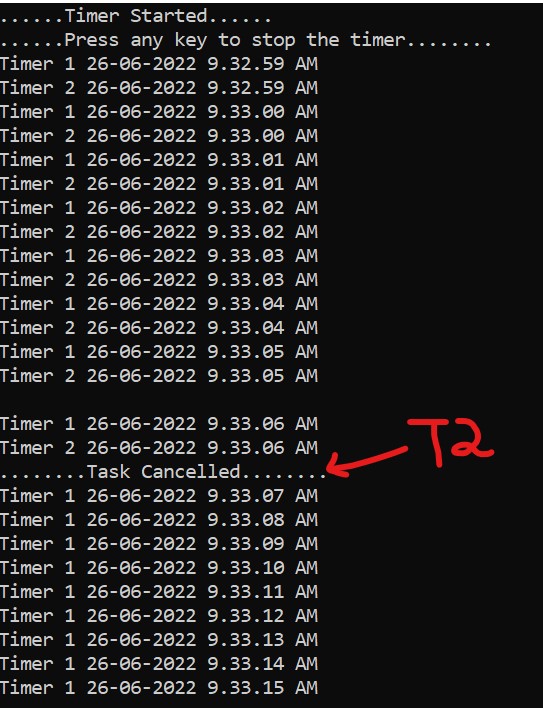 ......Timer Started......
......Press any key to stop the timer........
Timer 1 26-06-2022 9.32.59 AM
Timer 2 26-06-2022 9.32.59 AM
Timer 1 26-06-2022 9.33.00 AM
Timer 2 26-06-2022 9.33.00 AM
Timer 1 26-06-2022 9.33.01 AM
Timer 2 26-06-2022 9.33.01 AM
Timer 1 26-06-2022 9.33.02 AM
Timer 2 26-06-2022 9.33.02 AM
Timer 1 26-06-2022 9.33.03 AM
Timer 2 26-06-2022 9.33.03 AM
Timer 1 26-06-2022 9.33.04 AM
Timer 2 26-06-2022 9.33.04 AM
Timer 1 26-06-2022 9.33.05 AM
Timer 2 26-06-2022 9.33.05 AM
Timer 1 26-06-2022 9.33.06 AM
Timer 2 26-06-2022 9.33.06 AM
T2
........Task Cancelled........
Timer 1 26-06-2022 9.33.07 AM
Timer 1 26-06-2022 9.33.08 AM
Timer 1 26-06-2022 9.33.09 AM
Timer 1 26-06-2022 9.33.10 AM
Timer 1 26-06-2022 9.33.11 AM
Timer 1 26-06-2022 9.33.12 AM
Timer 1 26-06-2022 9.33.13 AM
Timer 1 26-06-2022 9.33.14 AM
Timer 1 26-06-2022 9.33.15 AM